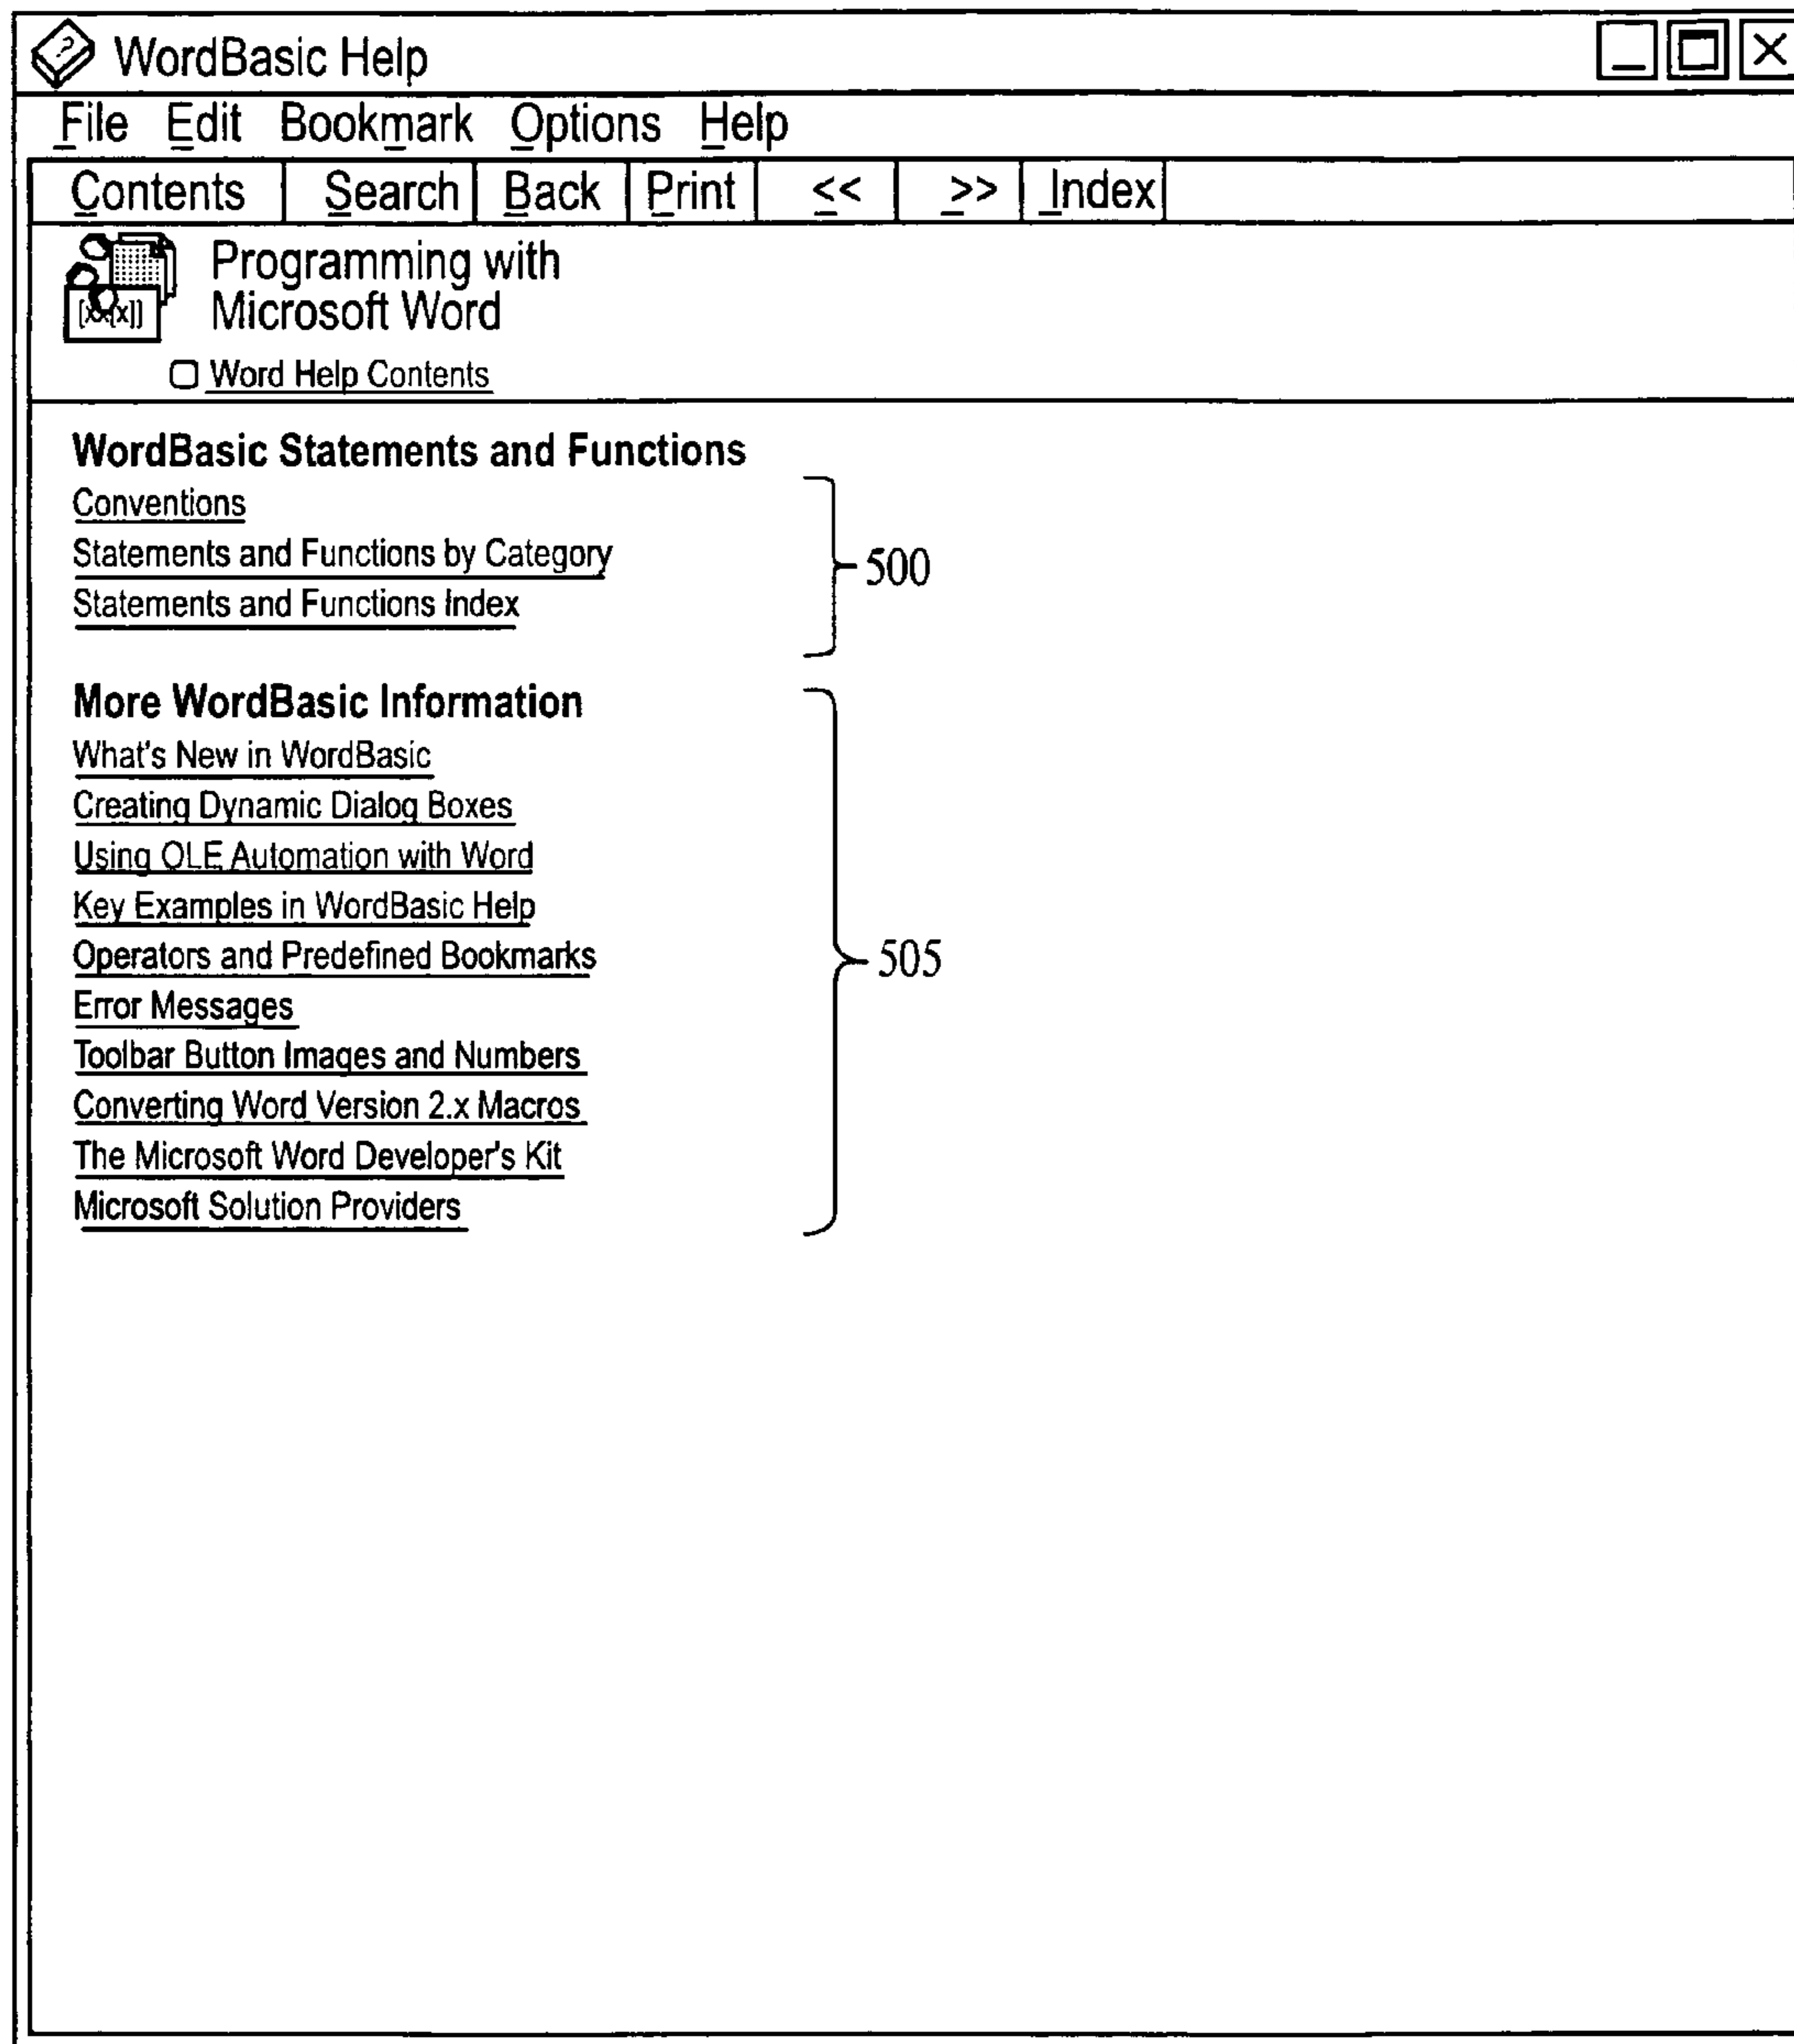 WordBasic Help
File Edit Bookmark Options Help
Contents Search Back Print << >> Index
Programming with
Microsoft Word
Word Help Contents
WordBasic Statements and Functions
Conventions
Statements and Functions by Category
Statements and Functions Index
500
More WordBasic Information
What's New in WordBasic
Creating Dynamic Dialog Boxes
Using OLE Automation with Word
Key Examples in WordBasic Help
Operators and Predefined Bookmarks
505
Error Messages
Toolbar Button Images and Numbers
Converting Word Version 2.x Macros
The Microsoft Word Developer's Kit
Microsoft Solution Providers